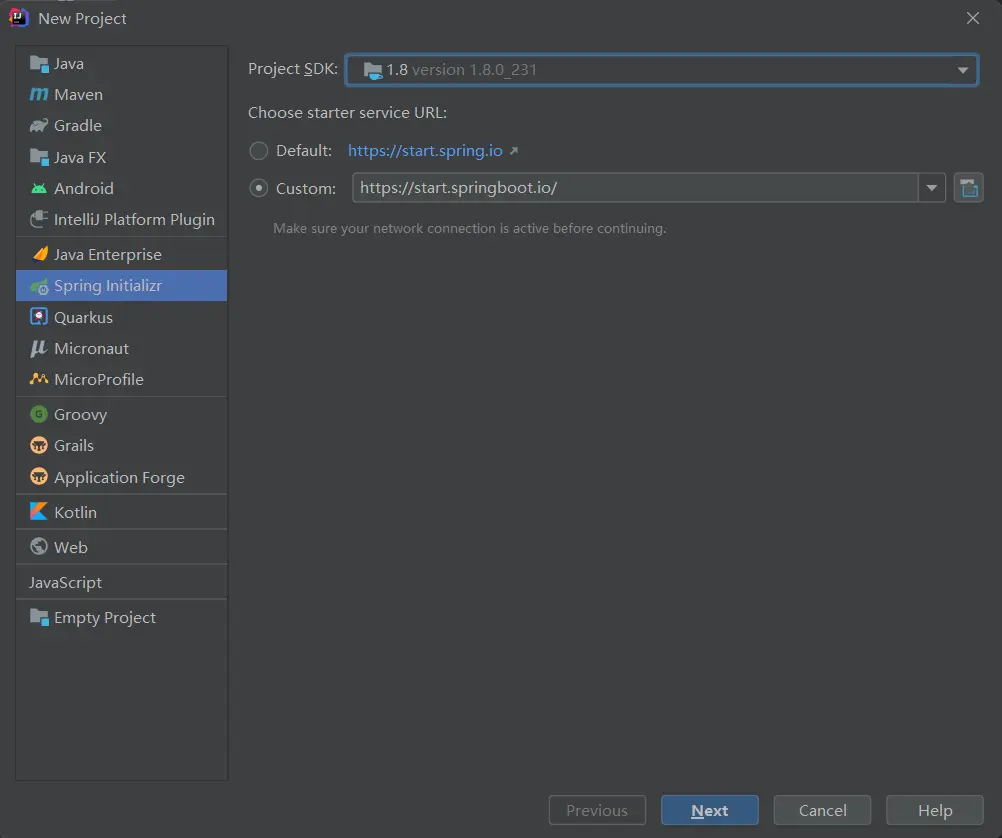 New Project
Java
Maven
Gradle
Java FX
Android
IntelliJ Platform Plugin
Java Enterprise
Spring Initializr
Quarkus
Micronaut
MicroProfile
Groovy
Grails
Application Forge
Kotlin
Web
JavaScript
Empty Project
Project SDK: 1.8 version 1.8.0_231
Choose starter service URL:
Default: https://start.spring.io
Custom: https://start.springboot.io/
Make sure your network connection is active before continuing.
Previous Next Cancel Help